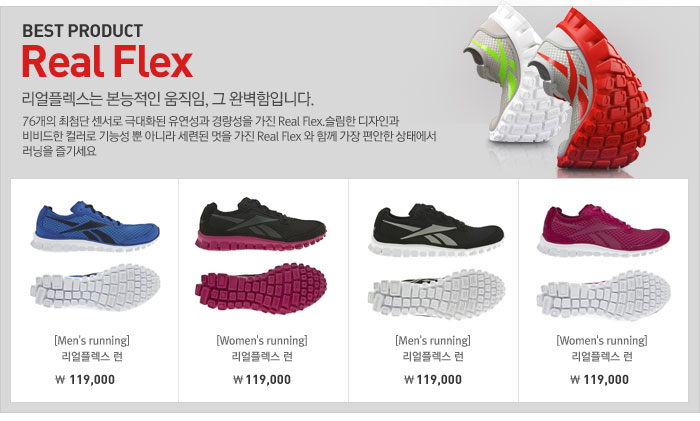 BEST PRODUCT
Real Flex
리얼플렉스는 본능적인 움직임, 그 완벽함입니다.
76개의 최첨단 센서로 극대화된 유연성과 경량성을 가진 Real Flex.슬림한 디자인과
비비드한 컬러로 기능성 뿐 아니라 세련된 멋을 가진 Real Flex 와 함께 가장 편안한 상태에서
러닝을 즐기세요
[Men's running]
리얼플렉스 런
₩ 119,000
[Women's running]
리얼플렉스 런
₩ 119,000
[Men's running]
리얼플렉스 런
₩ 119,000
[Women's running]
리얼플렉스 런
₩ 119,000